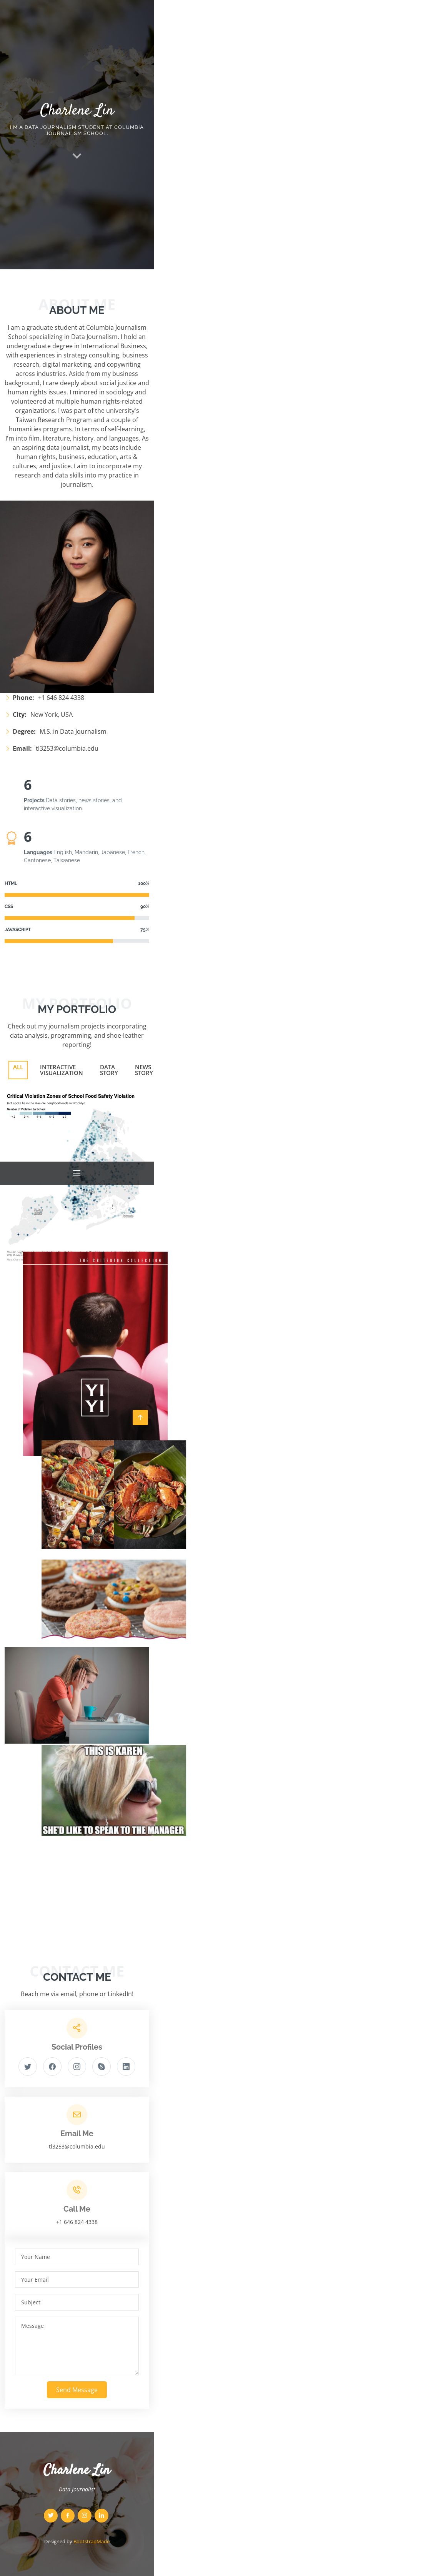 Charlene Lin
I'M A DATA JOURNALISM STUDENT AT COLUMBIA
JOURNALISM SCHOOL.
ABOUT ME
ABOUT ME
I am a graduate student at Columbia Journalism
School specializing in Data Journalism. I hold an
undergraduate degree in International Business,
with experiences in strategy consulting, business
research, digital marketing, and copywriting
across industries. Aside from my business
background, I care deeply about social justice and
human rights issues. I minored in sociology and
volunteered at multiple human rights-related
organizations. I was part of the university's
Taiwan Research Program and a couple of
humanities programs. In terms of self-learning,
I'm into film, literature, history, and languages. As
an aspiring data journalist, my beats include
human rights, business, education, arts &
cultures, and justice. I aim to incorporate my
research and data skills into my practice in
journalism.
Phone: +1 646 824 4338
City: New York, USA
Degree: M.S. in Data Journalism
Email: tl3253@columbia.edu
6
Projects Data stories, news stories, and
interactive visualization
6
Languages English, Mandarin, Japanese, French,
Cantonese, Taiwanese
HTML 100%
CSS 90%
JAVASCRIPT 75%
MY PORTFOLIO
MY PORTFOLIO
Check out my journalism projects incorporating
data analysis, programming, and shoe-leather
reporting!
ALL
INTERACTIVE
VISUALIZATION
DATA
STORY
NEWS
STORY
Critical Violation Zones of School Food Safety Violation
Number of Violation by School
THE CRITERION COLLECTION
YI
YI
THIS IS KAREN
SHE'D LIKE TO SPEAK TO THE MANAGER
CONTACT ME
CONTACT ME
Reach me via email, phone or LinkedIn!
Social Profiles
Email Me
tl3253@columbia.edu
Call Me
+1 646 824 4338
Your Name
Your Email
Subject
Message
Send Message
Charlene Lin
Data Journalist
Designed by BootstrapMade